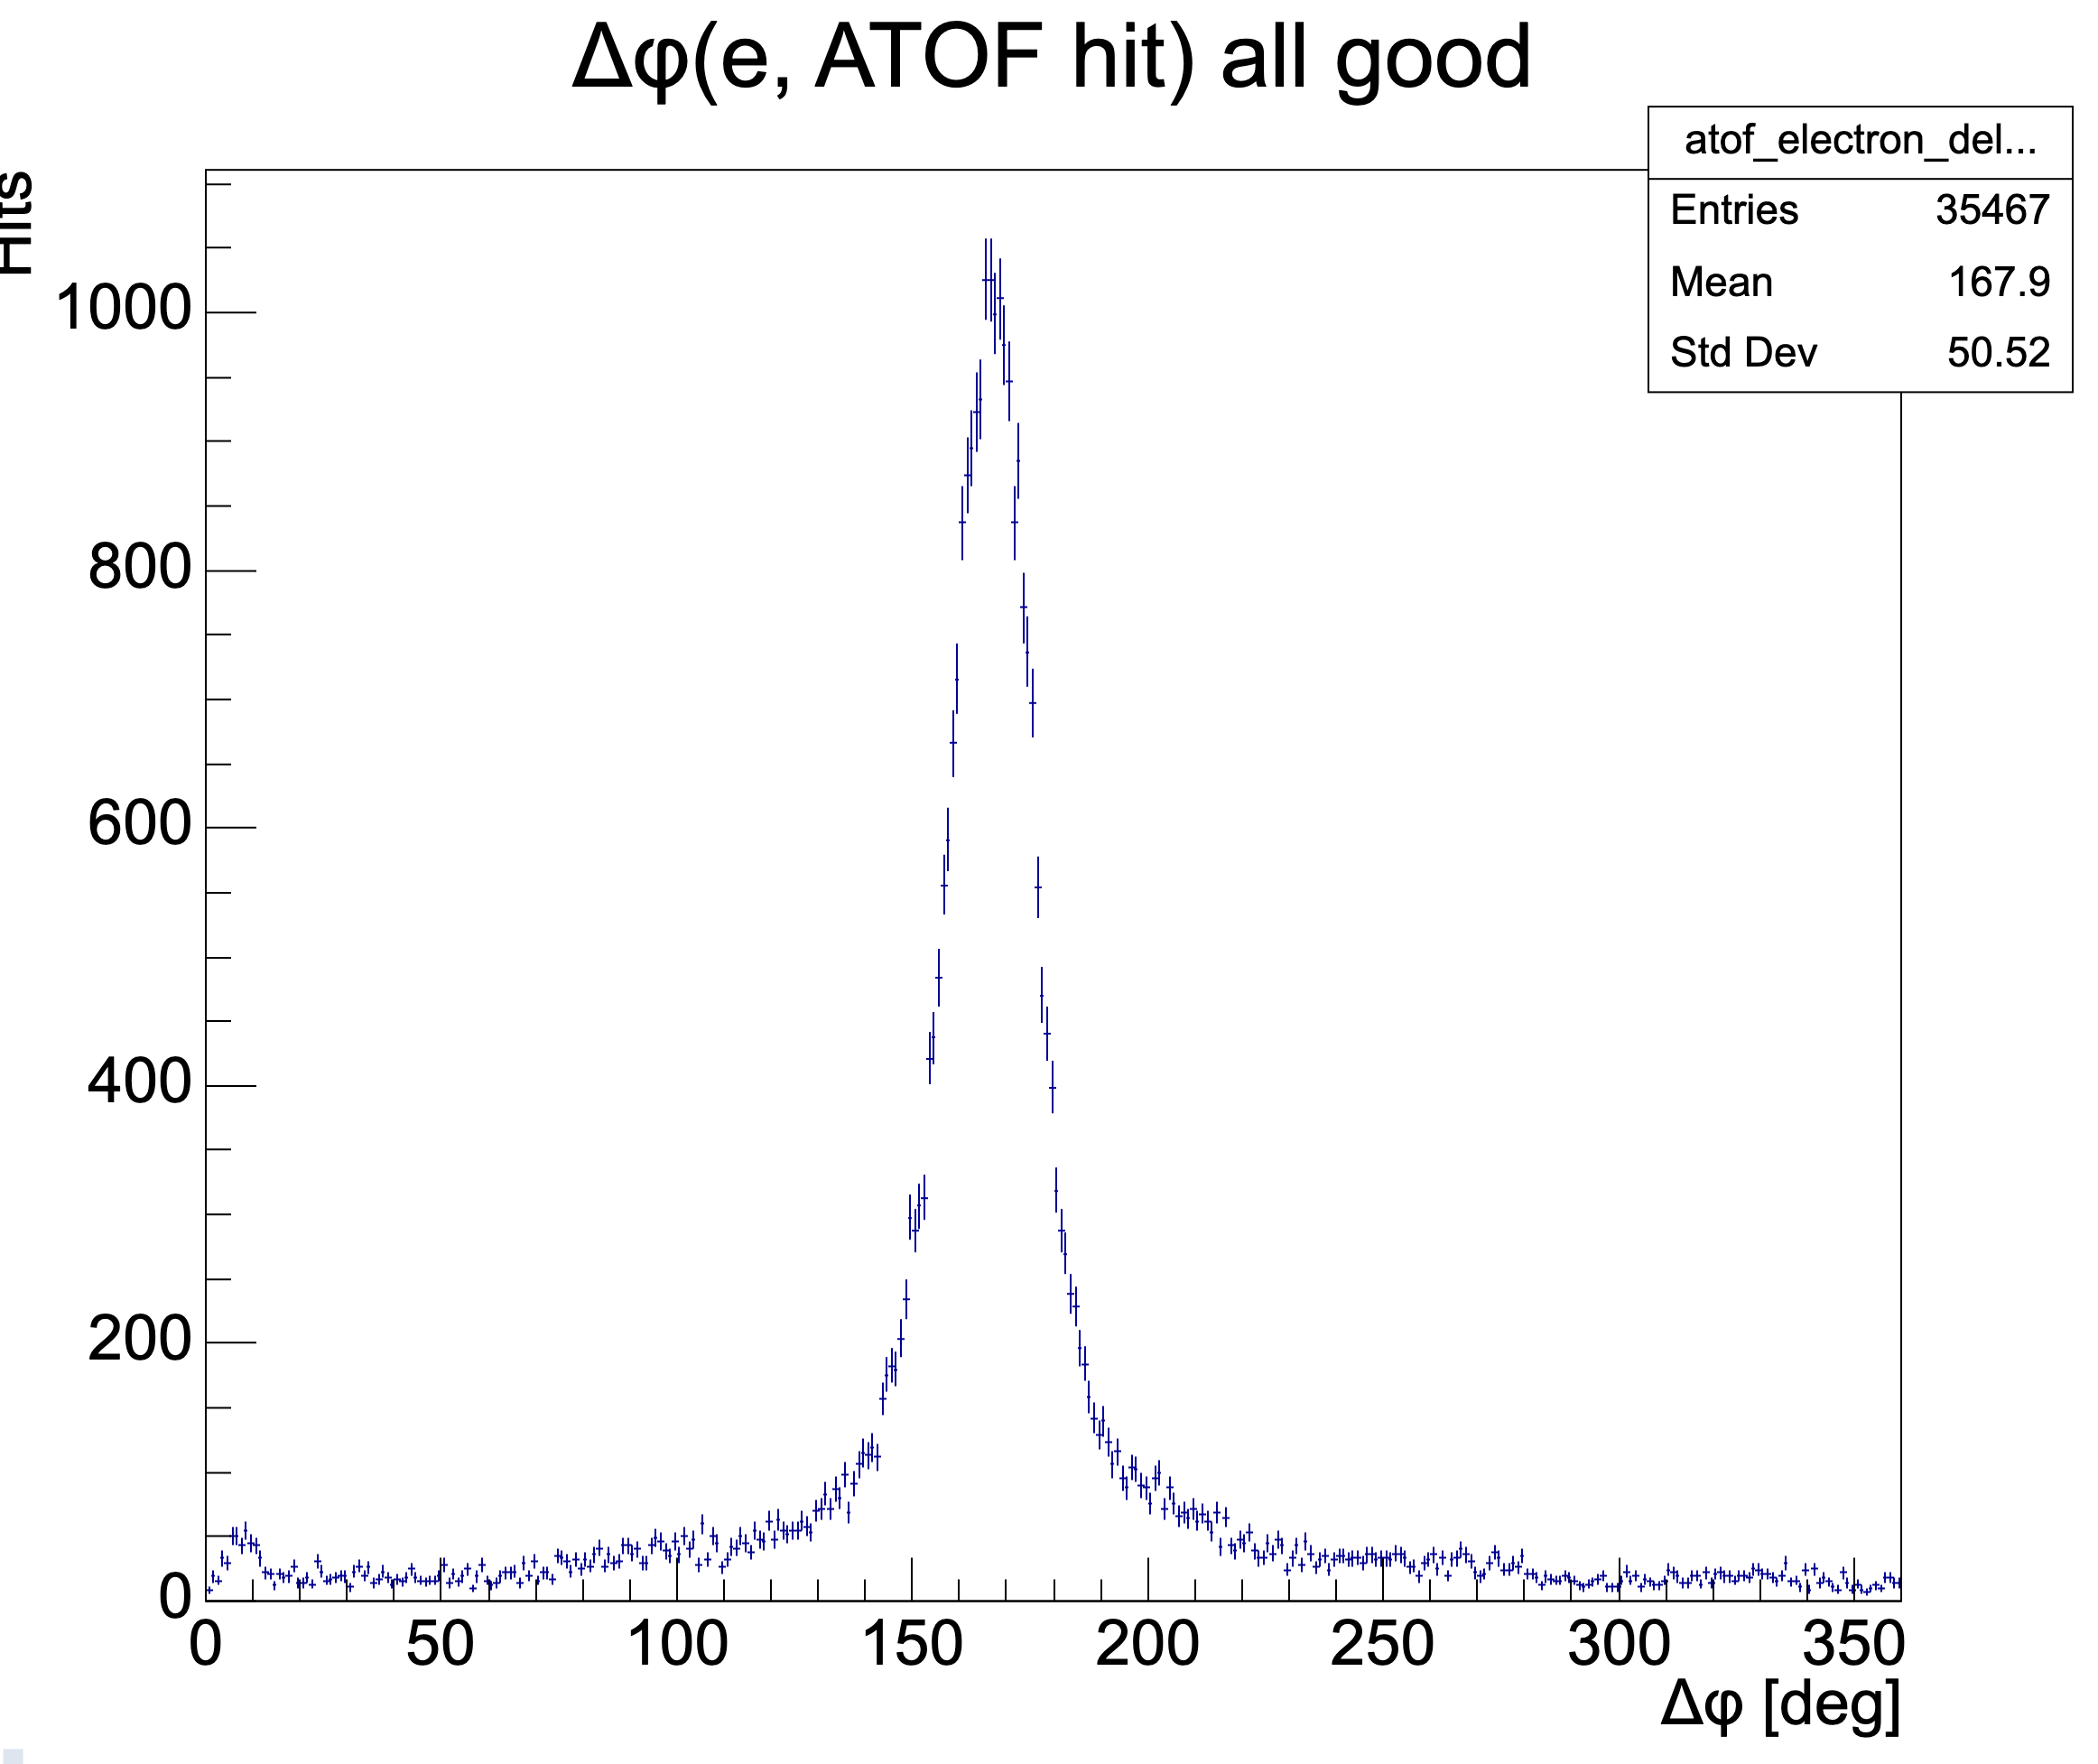 Δφ(e, ATOF hit) all good
atof_electron_del...
Entries 35467
Mean 167.9
Std Dev 50.52
Hits
1000
800
600
400
200
0
0 50 100 150 200 250 300 350
Δφ [deg]